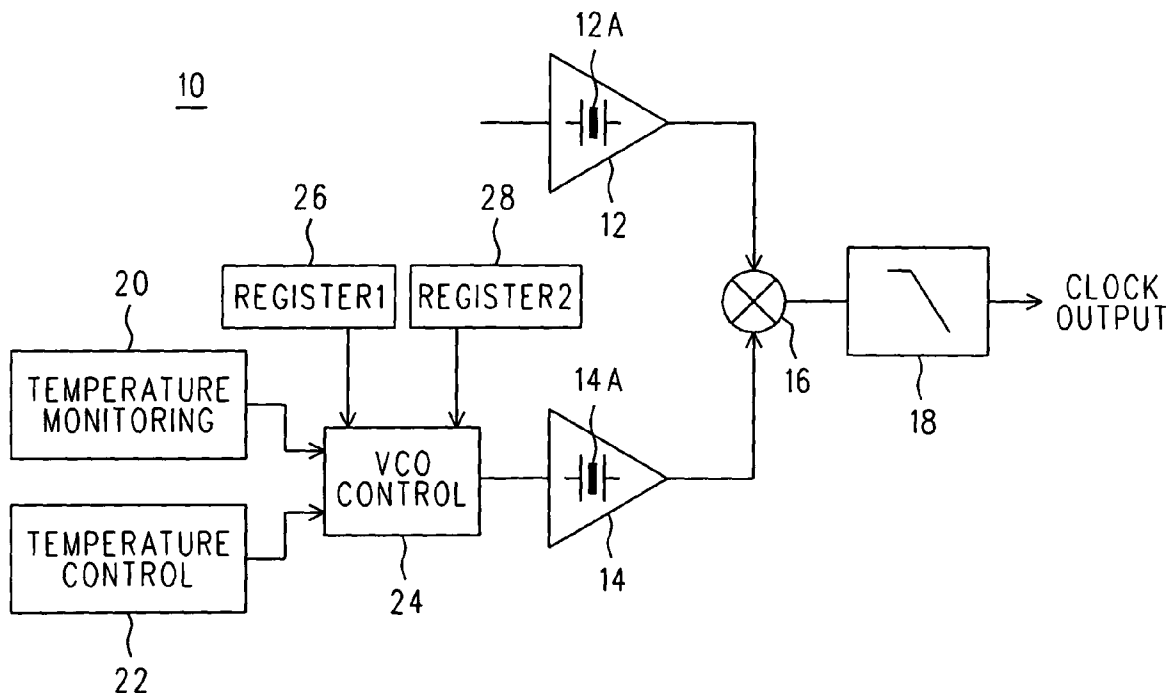 12A
10
12
26
28
REGISTER1
REGISTER2
20
TEMPERATURE
MONITORING
16
18
CLOCK
OUTPUT
14A
VCO
CONTROL
14
TEMPERATURE
CONTROL
24
22